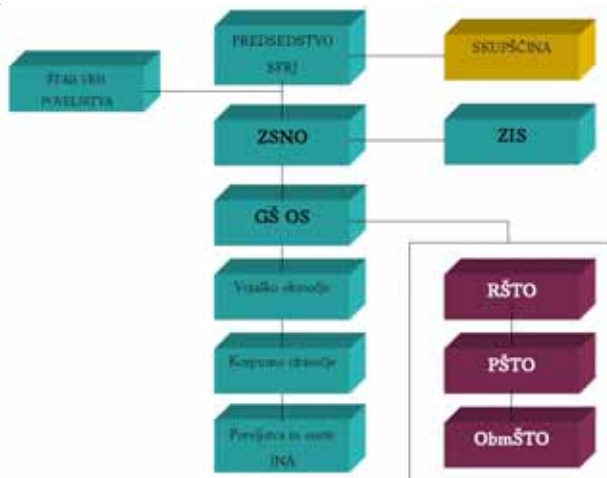 PREDSEDSTVO
SFRJ
SKUPŠČINA
ŠTAB VRH.
POVELJSTVA
ZSNO
ZIS
GŠ OS
Vojaško območje
RŠTO
Korpusno območje
PŠTO
Poveljstva in enote
JNA
ObmŠTO